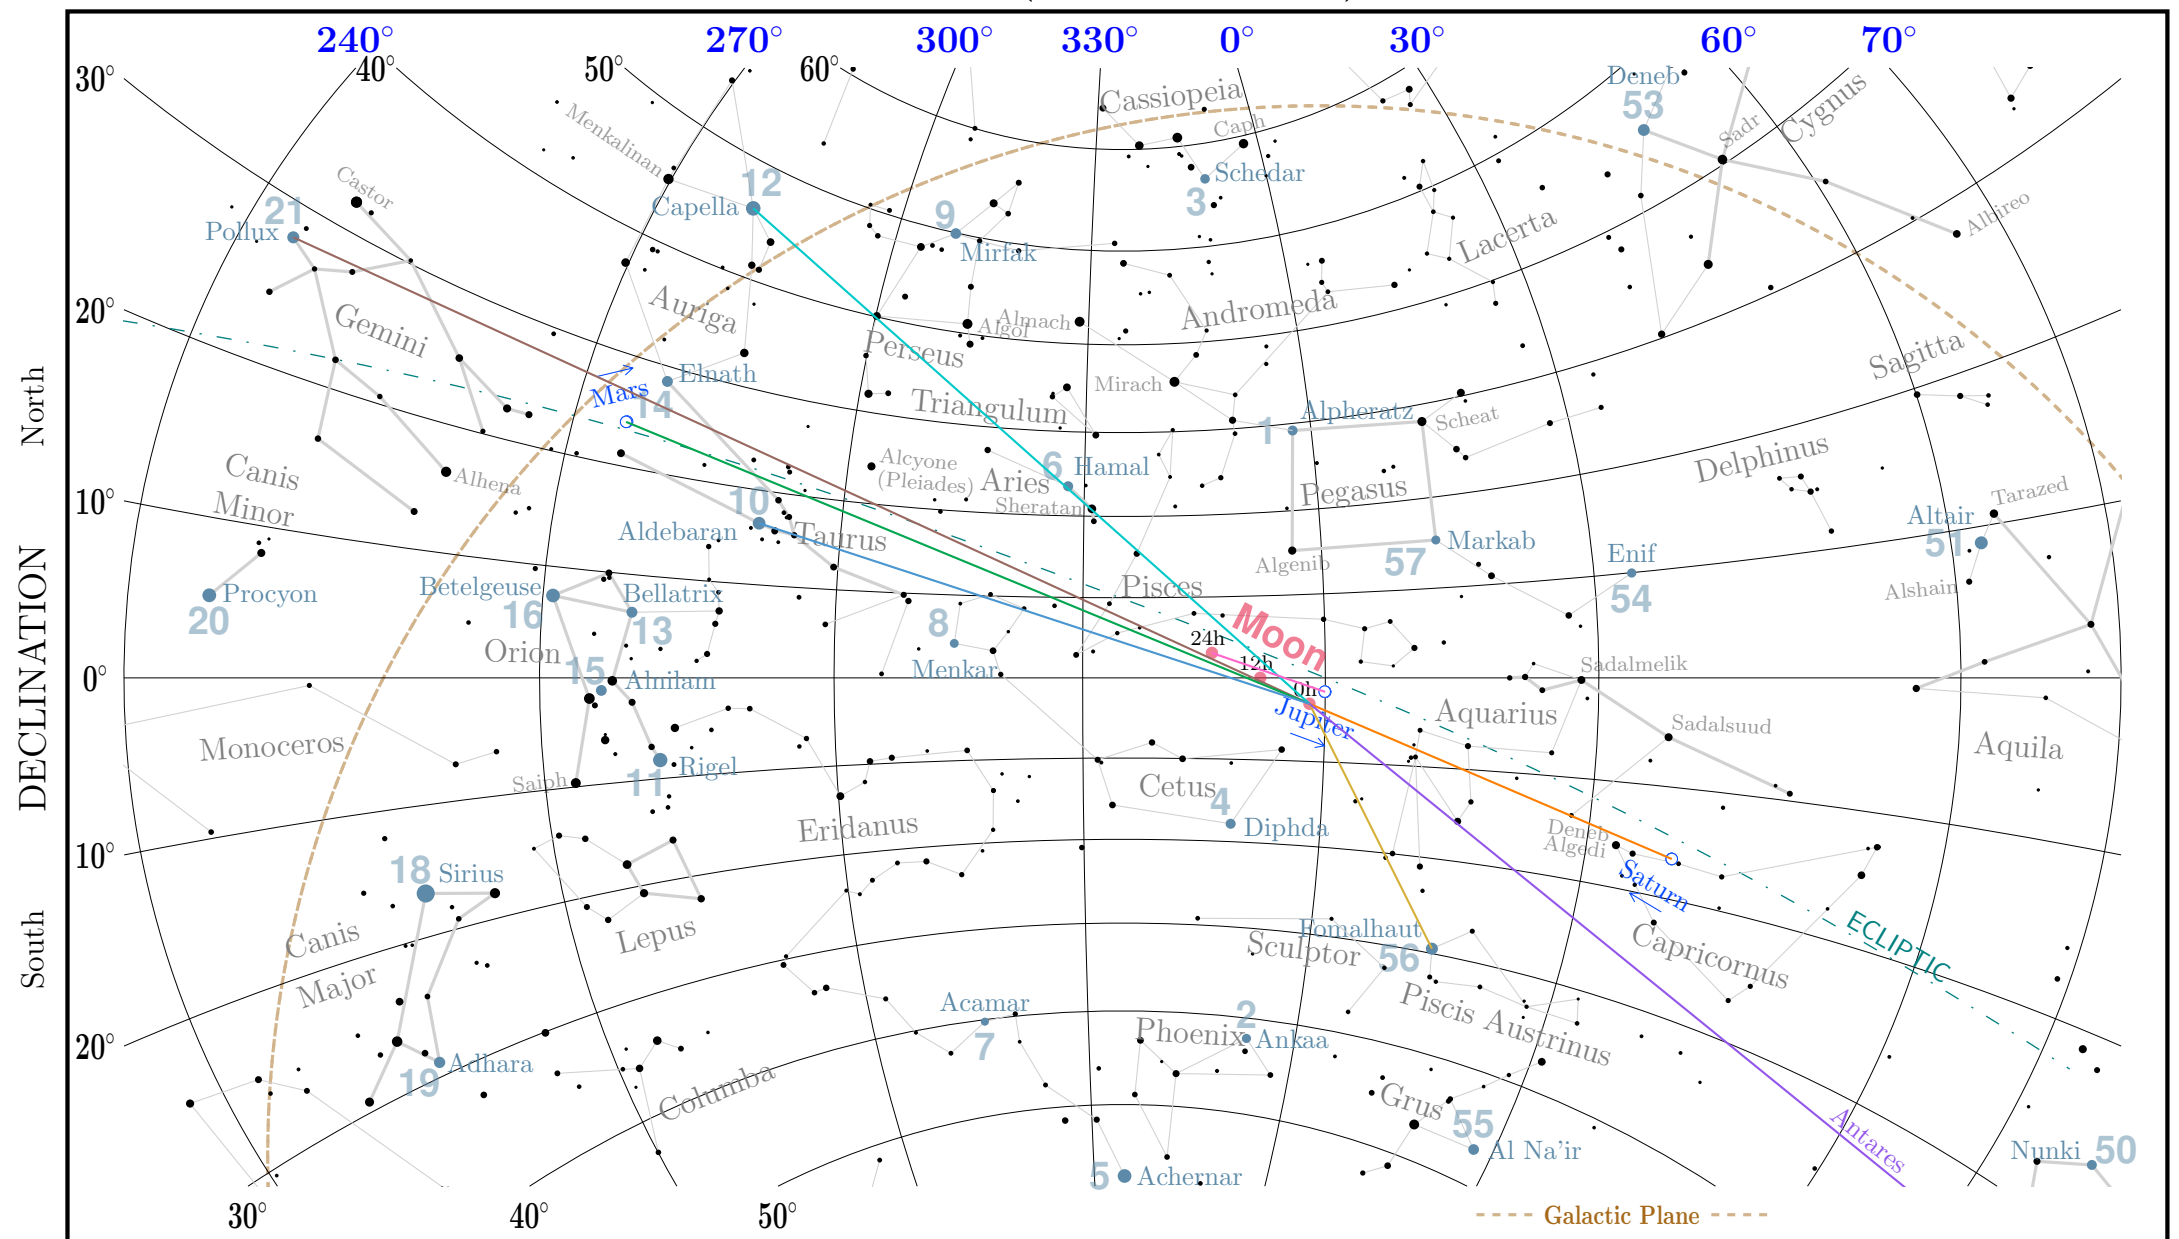 240°
270°
300°
330°
0°
30°
60°
70°
30°
40°
50°
60°
Cassiopeia
Deneb
53
Cygnus
Sadr
Menkalinan
Caph
Schedar
3
12
Capella
Castor
21
Pollux
9
Mirfak
Lacerta
Albireo
Auriga
Andromeda
20°
Gemini
Almach
Algol
Perseus
Sagitta
Mars
Elnath
14
Mirach
Triangulum
1
Alpheratz
Scheat
North
Canis
Minor
Alhena
Alcyone
(Pleiades)
Aries
6
Hamal
Sheratan
Pegasus
Delphinus
Tarazed
10°
10
Aldebaran
Taurus
Algenib
57
Markab
Altair
51
Enif
54
Alshain
Procyon
20
Betelgeuse
16
Bellatrix
13
Pisces
8
Menkar
Moon
24h
12h
0h
Jupiter
Orion
15
Alnilam
Sadalmelik
0°
DECLINATION
Monoceros
Aquarius
Sadalsuud
Aquila
Saiph
11
Rigel
Cetus
4
Diphda
Eridanus
Deneb
Algedi
Saturn
10°
18
Sirius
Canis
Major
Lepus
Fomalhaut
56
Sculptor
Capricornus
ECLIPTIC
South
Acamar
7
Phoenix
2
Ankaa
Piscis Austrinus
20°
Adhara
19
Columba
Grus
55
Al Na'ir
Antares
Nunki
50
5
Achernar
30°
40°
50°
Galactic Plane